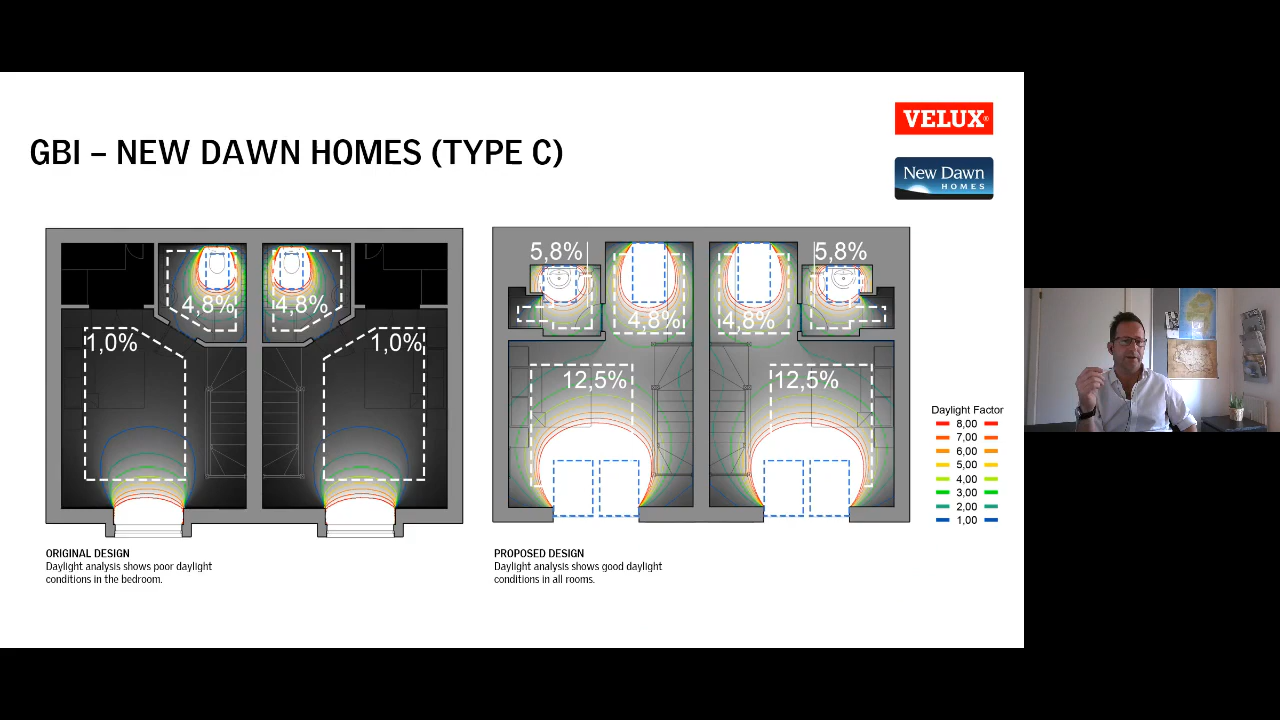 VELUX®
GBI – NEW DAWN HOMES (TYPE C)
New Dawn
HOMES
4,8% 4,8%
1,0% 1,0%
5,8% 5,8%
4,8% 4,8%
12,5% 12,5%
Daylight Factor
8,00
7,00
6,00
5,00
4,00
3,00
2,00
1,00
ORIGINAL DESIGN
Daylight analysis shows poor daylight
conditions in the bedroom.
PROPOSED DESIGN
Daylight analysis shows good daylight
conditions in all rooms.